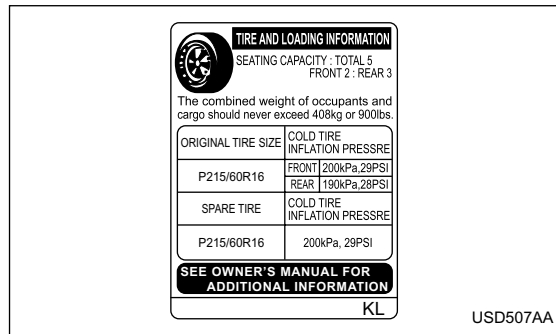 TIRE AND LOADING INFORMATION
SEATING CAPACITY : TOTAL 5
FRONT 2 : REAR 3
The combined weight of occupants and
cargo should never exceed 408kg or 900lbs.
ORIGINAL TIRE SIZE
COLD TIRE
INFLATION PRESSRE
P215/60R16
FRONT 200kPa,29PSI
REAR 190kPa,28PSI
SPARE TIRE
COLD TIRE
INFLATION PRESSRE
P215/60R16
200kPa, 29PSI
SEE OWNER'S MANUAL FOR
ADDITIONAL INFORMATION
KL
USD507AA